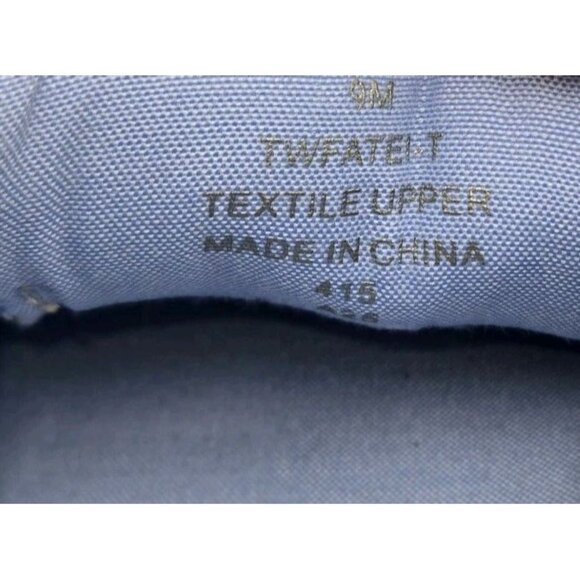 9M
TWFATEI-T
TEXTILE UPPER
MADE IN CHINA
415